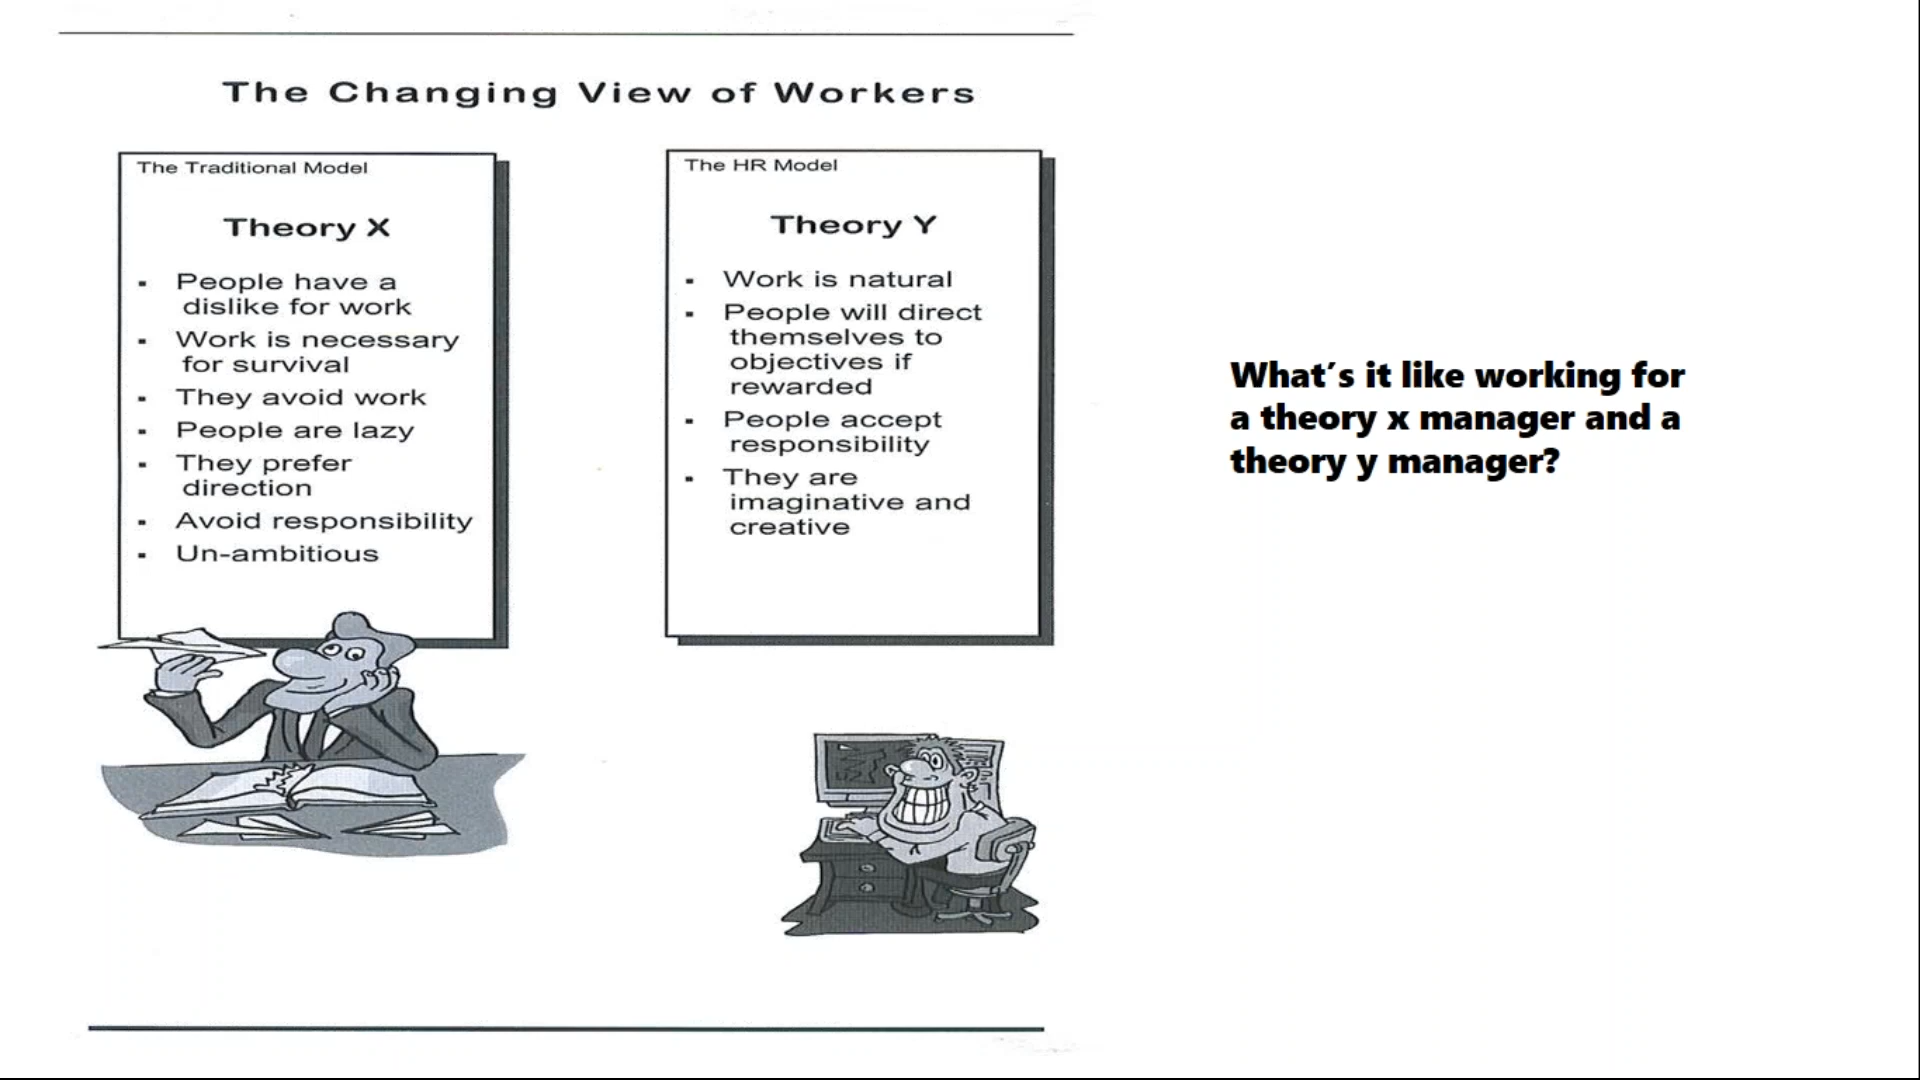 The Changing View of Workers
The Traditional Model
Theory X
▪ People have a
dislike for work
▪ Work is necessary
for survival
▪ They avoid work
▪ People are lazy
▪ They prefer
direction
▪ Avoid responsibility
▪ Un-ambitious
The HR Model
Theory Y
▪ Work is natural
▪ People will direct
themselves to
objectives if
rewarded
▪ People accept
responsibility
▪ They are
imaginative and
creative
What's it like working for
a theory x manager and a
theory y manager?